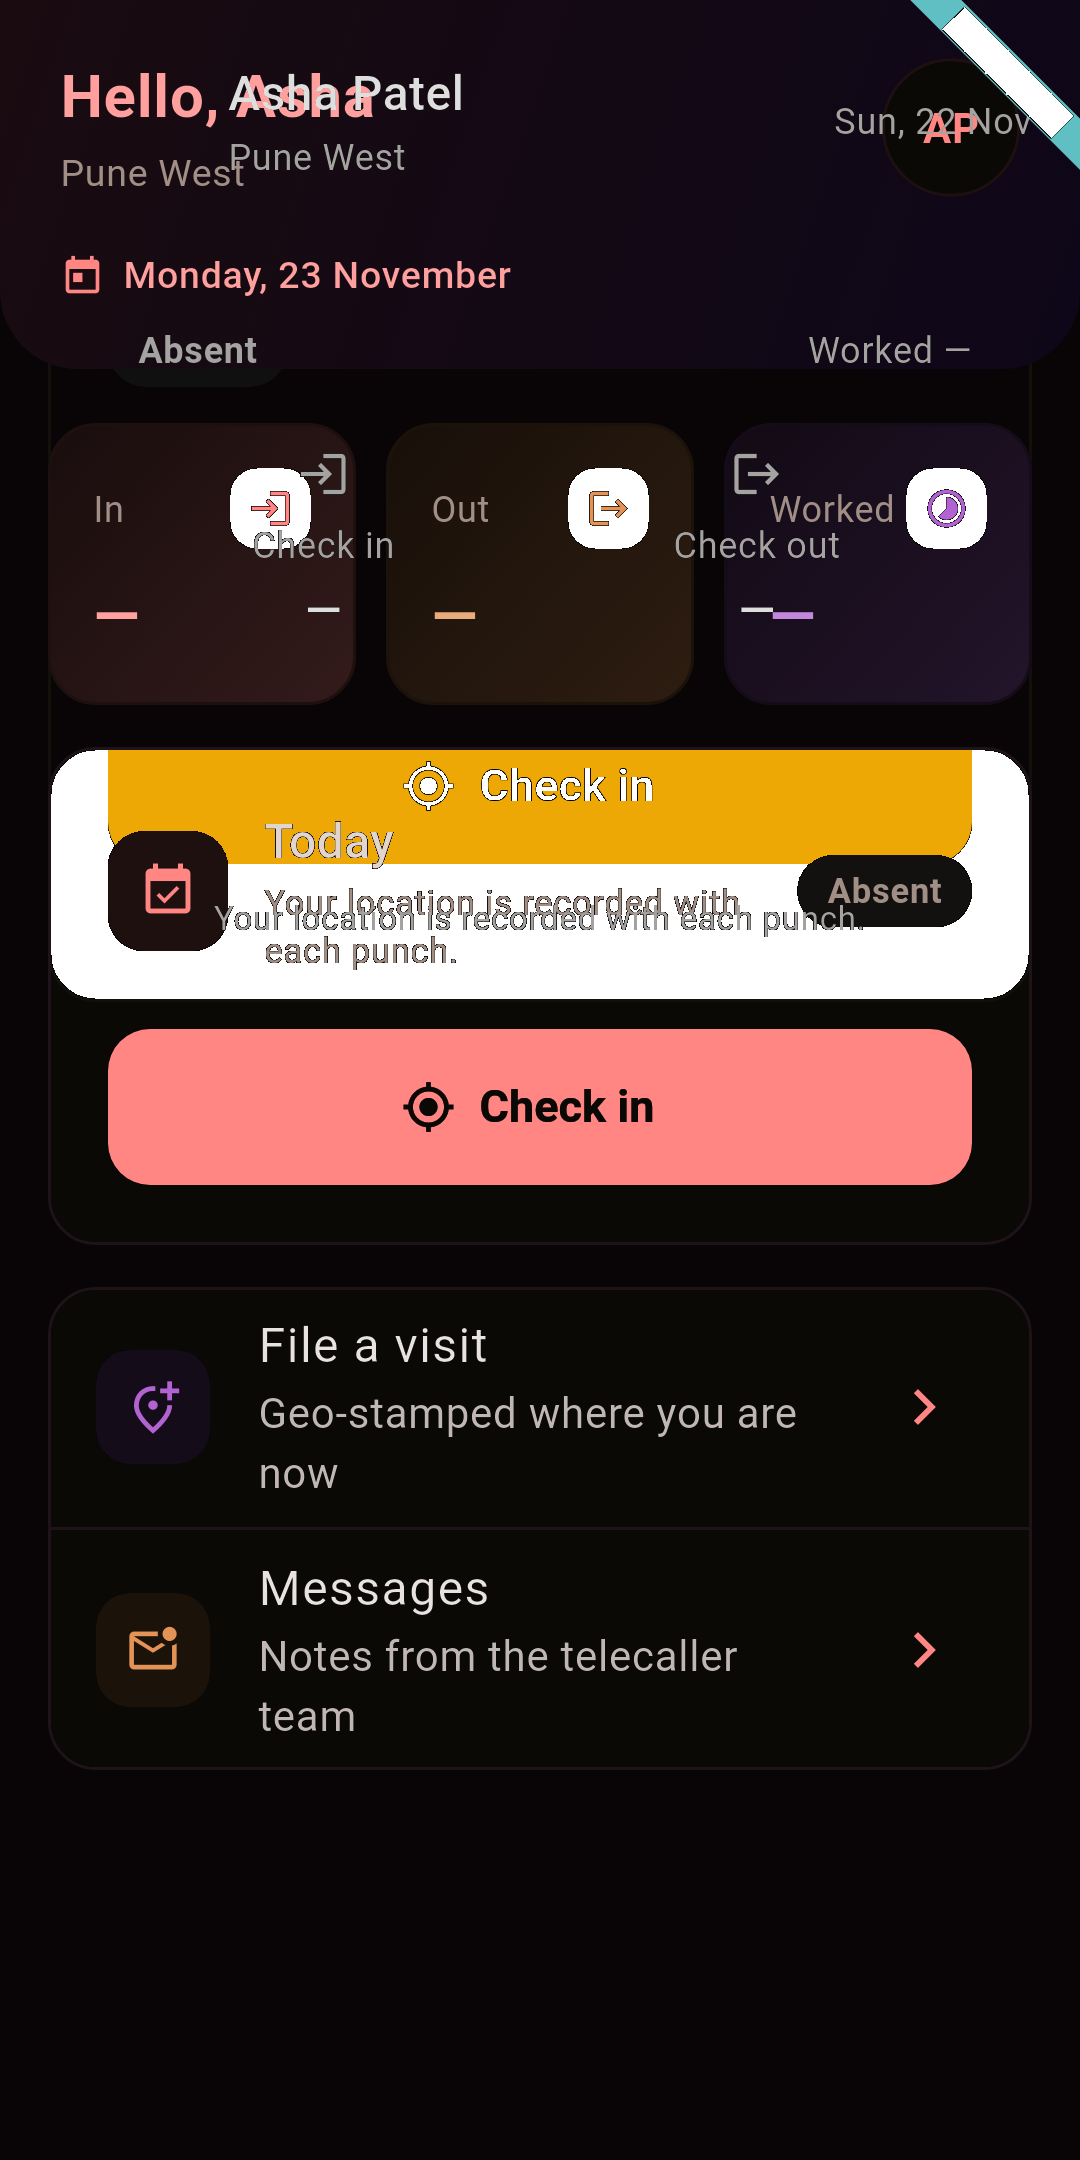 Hello, Asha
Asha Patel
Sun, 22 Nov
AP
Pune West
Pune West
Monday, 23 November
Absent
Worked —
In
Out
Worked
Check in
Check out
—
—
—
—
—
Check in
Today
Absent
Your location is recorded with
each punch.
Your location is recorded with each punch.
Check in
File a visit
Geo-stamped where you are
now
Messages
Notes from the telecaller
team